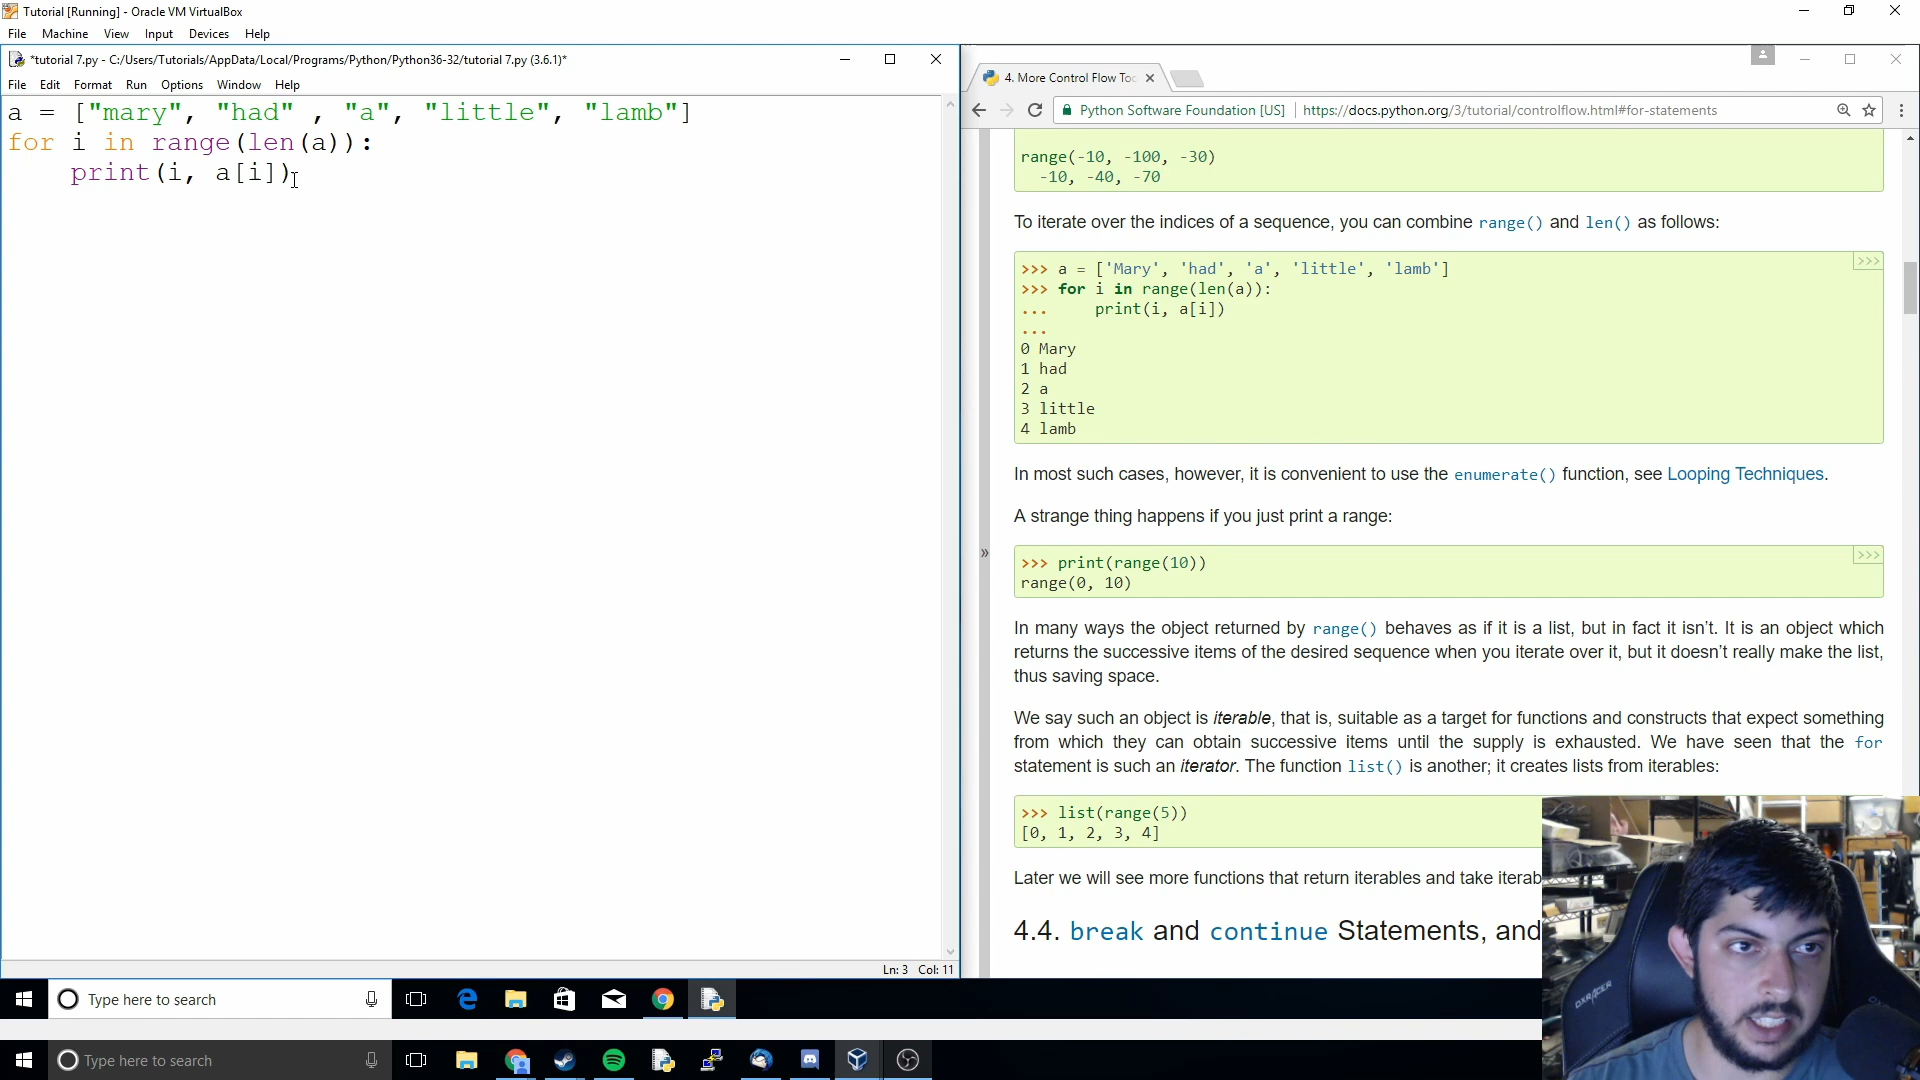 Tutorial [Running] - Oracle VM VirtualBox
File Machine View Input Devices Help
*tutorial 7.py - C:/Users/Tutorials/AppData/Local/Programs/Python/Python36-32/tutorial 7.py (3.6.1)*
File Edit Format Run Options Window Help
a = ["mary", "had" , "a", "little", "lamb"]
for i in range(len(a)):
    print(i, a[i])
Ln: 3 Col: 11
4. More Control Flow Too
Python Software Foundation [US] https://docs.python.org/3/tutorial/controlflow.html#for-statements
range(-10, -100, -30)
  -10, -40, -70
To iterate over the indices of a sequence, you can combine range() and len() as follows:
>>>
>>> a = ['Mary', 'had', 'a', 'little', 'lamb']
>>> for i in range(len(a)):
...     print(i, a[i])
...
0 Mary
1 had
2 a
3 little
4 lamb
In most such cases, however, it is convenient to use the enumerate() function, see Looping Techniques.
A strange thing happens if you just print a range:
>>>
>>> print(range(10))
range(0, 10)
»
In many ways the object returned by range() behaves as if it is a list, but in fact it isn't. It is an object which
returns the successive items of the desired sequence when you iterate over it, but it doesn't really make the list,
thus saving space.
We say such an object is iterable, that is, suitable as a target for functions and constructs that expect something
from which they can obtain successive items until the supply is exhausted. We have seen that the for
statement is such an iterator. The function list() is another; it creates lists from iterables:
>>> list(range(5))
[0, 1, 2, 3, 4]
Later we will see more functions that return iterables and take iterab
4.4. break and continue Statements, and
DXRACER
Type here to search
Type here to search